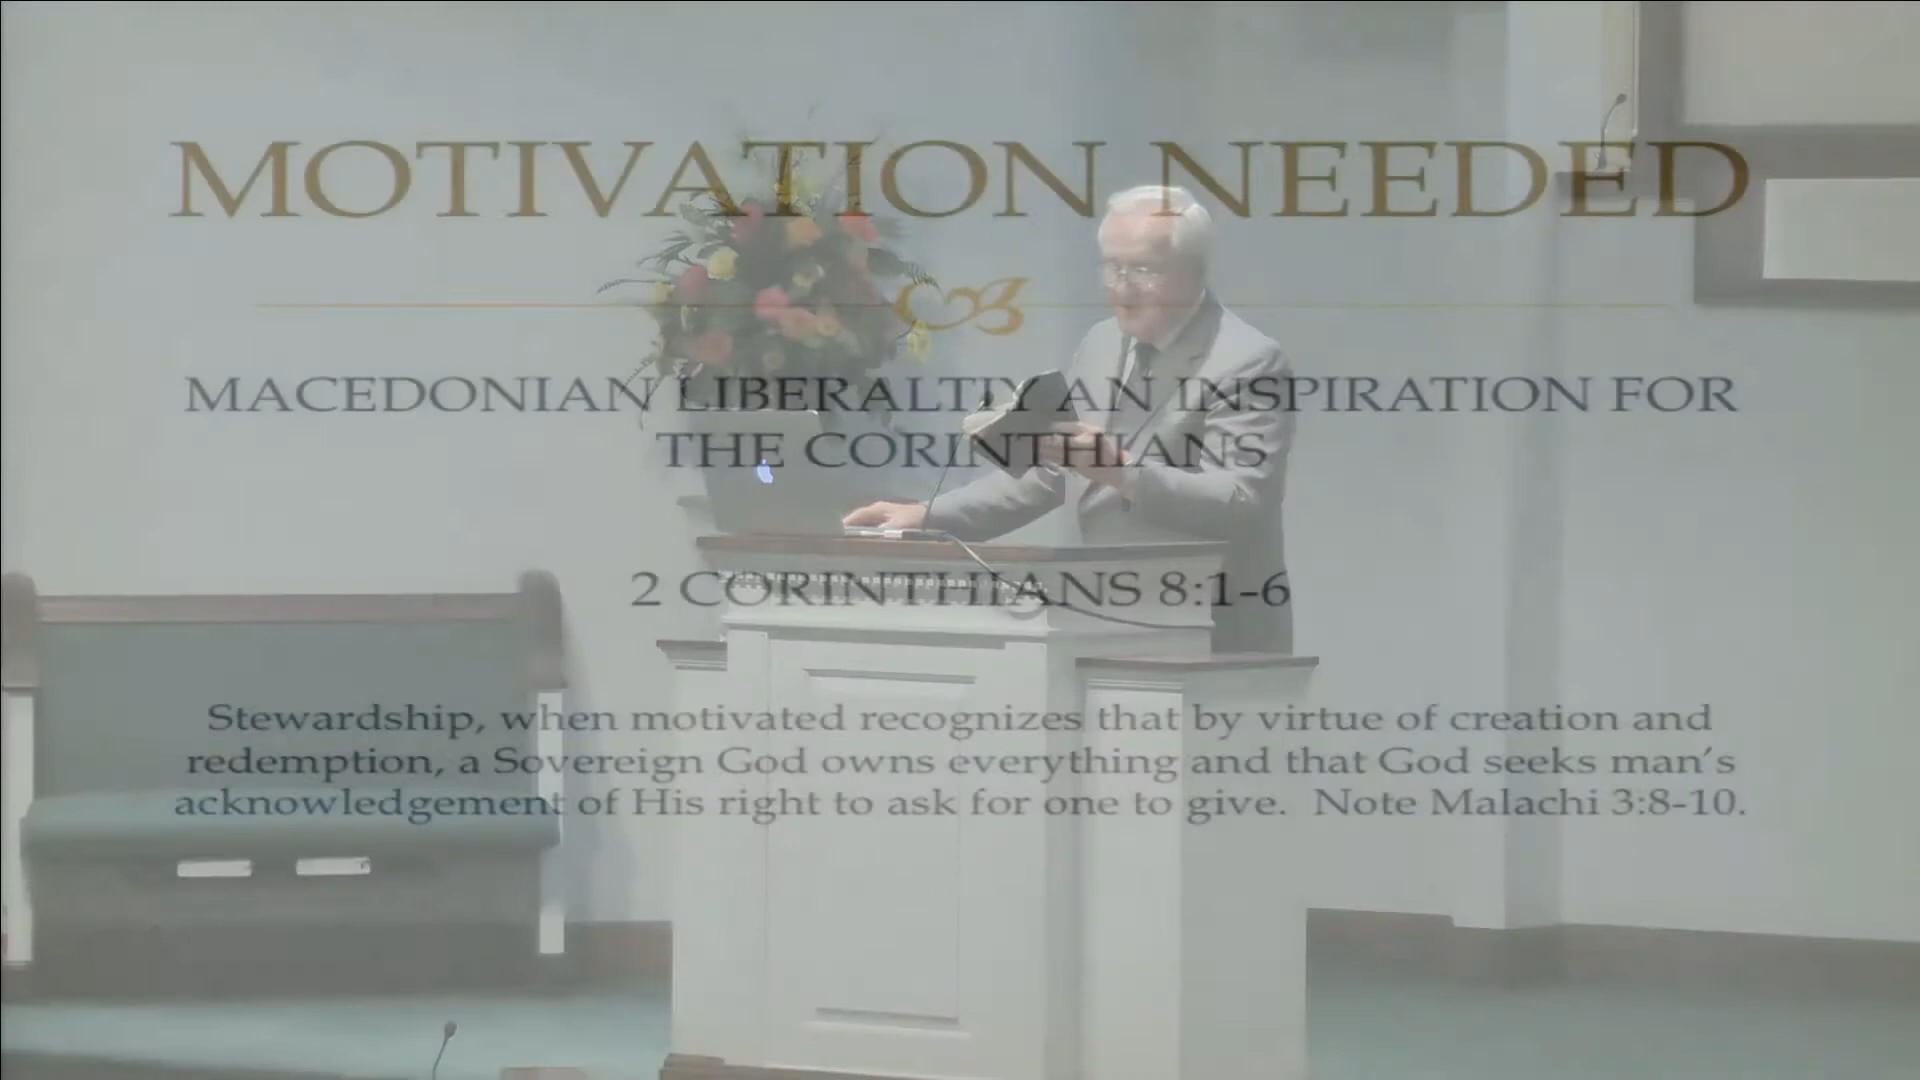 MOTIVATION NEEDED
MACEDONIAN LIBERALTIY AN INSPIRATION FOR
THE CORINTHIANS
2 CORINTHIANS 8:1-6
Stewardship, when motivated recognizes that by virtue of creation and
redemption, a Sovereign God owns everything and that God seeks man's
acknowledgement of His right to ask for one to give.  Note Malachi 3:8-10.